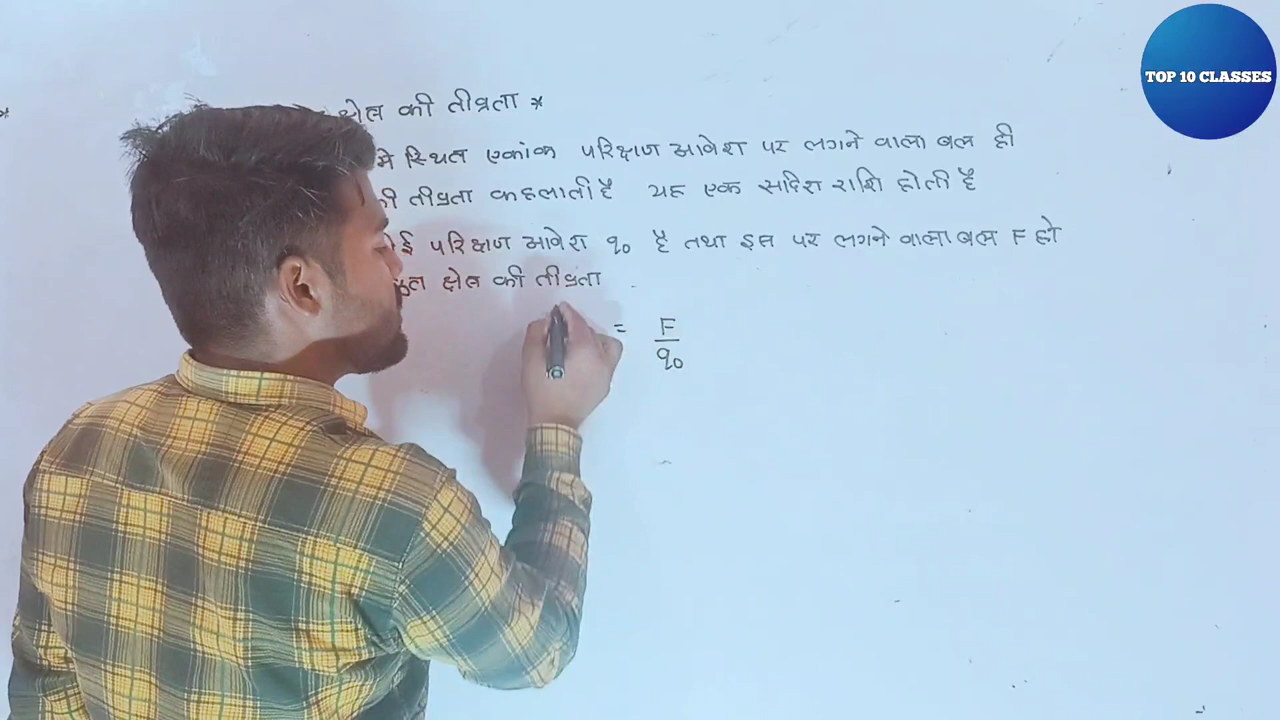 TOP 10 CLASSES
* क्षेत्र की तीव्रता *
मे स्थित एकांक परिक्षण आवेश पर लगने वाला बल ही
की तीव्रता कहलाती है यह एक सदिश राशि होती है
कोई परिक्षण आवेश q₀ है तथा इस पर लगने वाला बल F हो
क्षेत्र की तीव्रता
= F/q₀